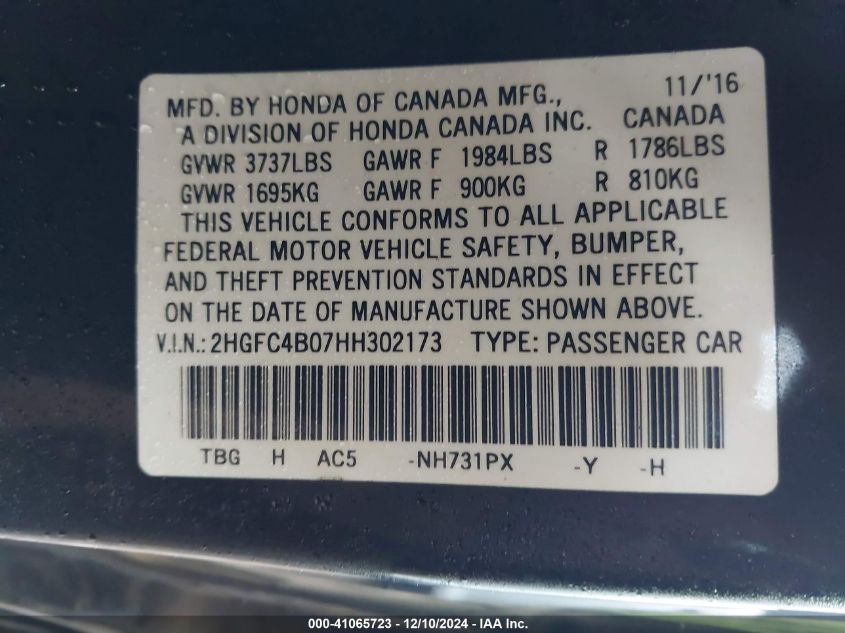 11/'16
MFD. BY HONDA OF CANADA MFG.,
A DIVISION OF HONDA CANADA INC. CANADA
GVWR 3737LBS GAWR F 1984LBS R 1786LBS
GVWR 1695KG GAWR F 900KG R 810KG
THIS VEHICLE CONFORMS TO ALL APPLICABLE
FEDERAL MOTOR VEHICLE SAFETY, BUMPER,
AND THEFT PREVENTION STANDARDS IN EFFECT
ON THE DATE OF MANUFACTURE SHOWN ABOVE.
V.I.N.: 2HGFC4B07HH302173 TYPE: PASSENGER CAR
TBG H AC5 -NH731PX -Y -H
000-41065723 - 12/10/2024 - IAA Inc.